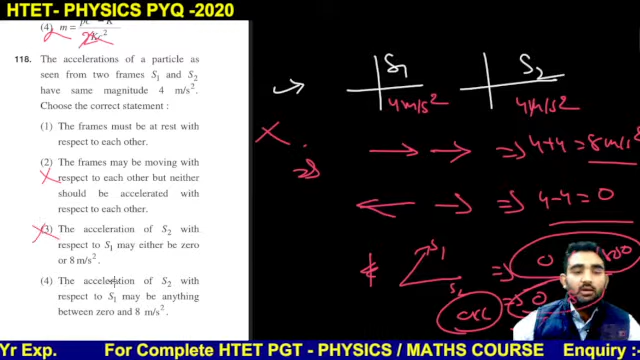 HTET- PHYSICS PYQ -2020
(4) m =
118. The accelerations of a particle as
seen from two frames S1 and S2
have same magnitude 4 m/s².
Choose the correct statement :
(1) The frames must be at rest with
respect to each other.
(2) The frames may be moving with
respect to each other but neither
should be accelerated with
respect to each other.
(3) The acceleration of S2 with
respect to S1 may either be zero
or 8 m/s².
(4) The acceleration of S2 with
respect to S1 may be anything
between zero and 8 m/s².
S1 S2
4m/s² 4m/s²
⇒ 4+4 = 8m/s²
⇒ 4-4 = 0
S1
S2
0
0
Yr Exp. For Complete HTET PGT - PHYSICS / MATHS COURSE Enquiry :